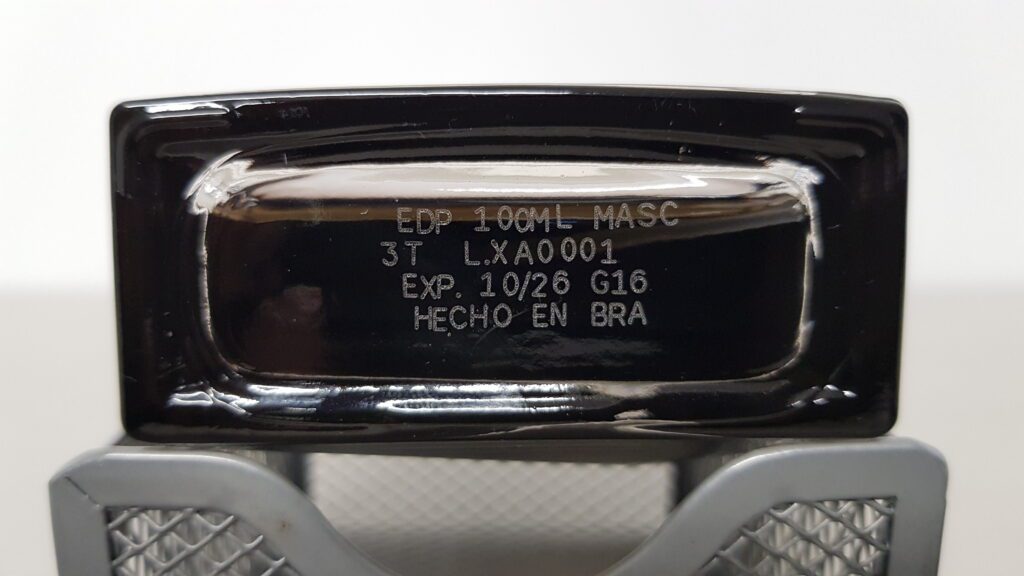 EDP 100ML MASC
3T L.XA0001
EXP. 10/26 G16
HECHO EN BRA